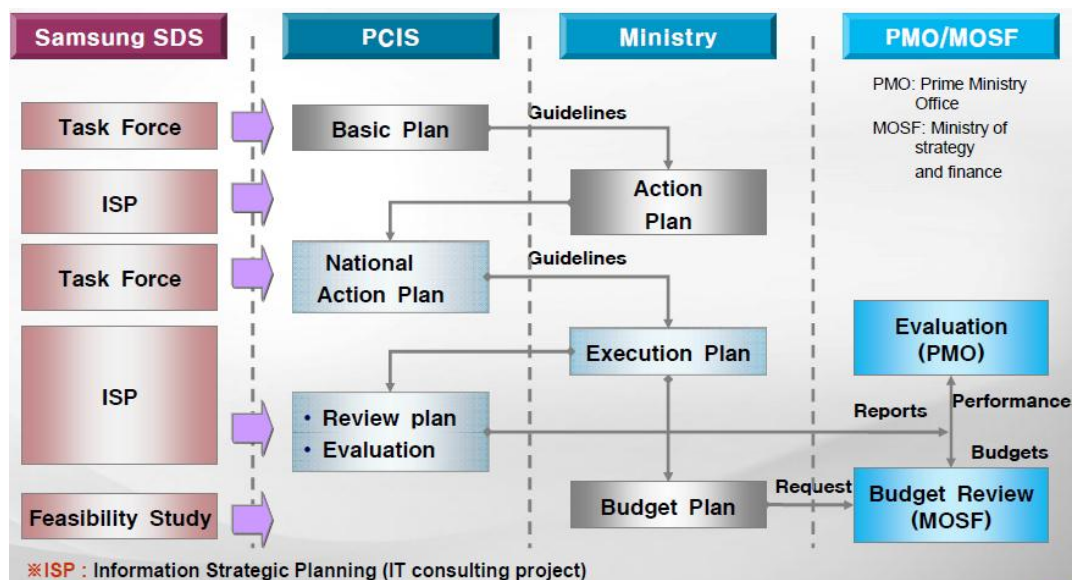 Samsung SDS
PCIS
Ministry
PMO/MOSF
PMO: Prime Ministry
Office
MOSF: Ministry of
strategy
and finance
Task Force
Basic Plan
Guidelines
ISP
Action
Plan
Task Force
National
Action Plan
Guidelines
ISP
Execution Plan
Evaluation
(PMO)
• Review plan
• Evaluation
Reports
Performance
Budgets
Feasibility Study
Budget Plan
Request
Budget Review
(MOSF)
※ISP : Information Strategic Planning (IT consulting project)